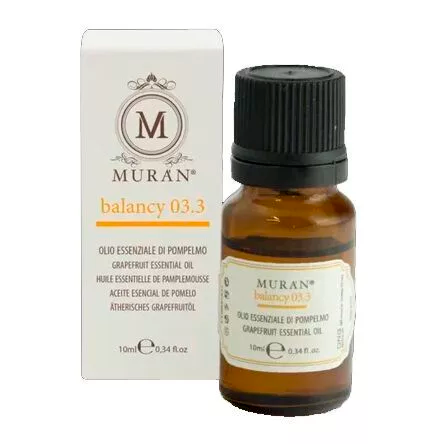 M
MURÁN®
balancy 03.3
OLIO ESSENZIALE DI POMPELMO
GRAPEFRUIT ESSENTIAL OIL
HUILE ESSENTIELLE DE PAMPLEMOUSSE
ACEITE ESENCIAL DE POMELO
ÄTHERISCHES GRAPEFRUITÖL
10ml e 0,34 fl.oz
MURÁN®
balancy 03.3
OLIO ESSENZIALE DI POMPELMO
GRAPEFRUIT ESSENTIAL OIL
10ml e 0,34 fl.oz.